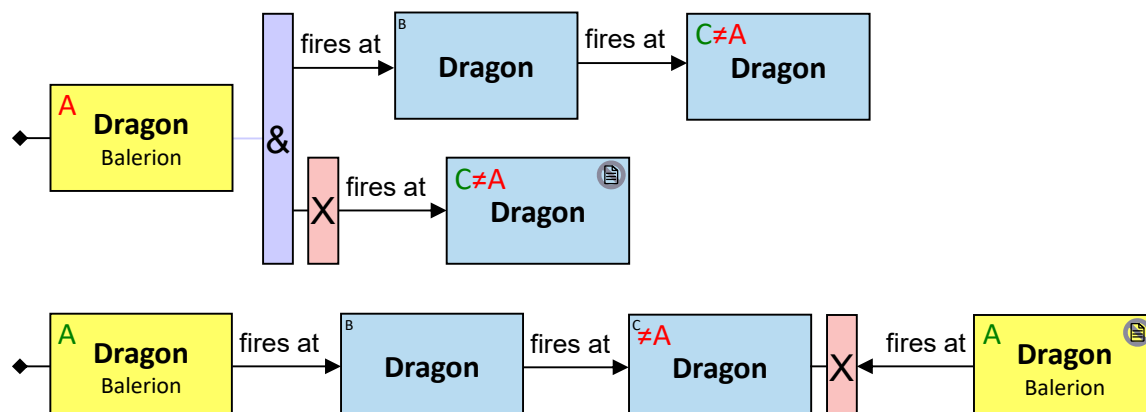 fires at
B
Dragon
fires at
C≠A
Dragon
A
Dragon
Balerion
&
X
fires at
C≠A
Dragon
A
Dragon
Balerion
fires at
B
Dragon
fires at
C
≠A
Dragon
X
fires at
A
Dragon
Balerion